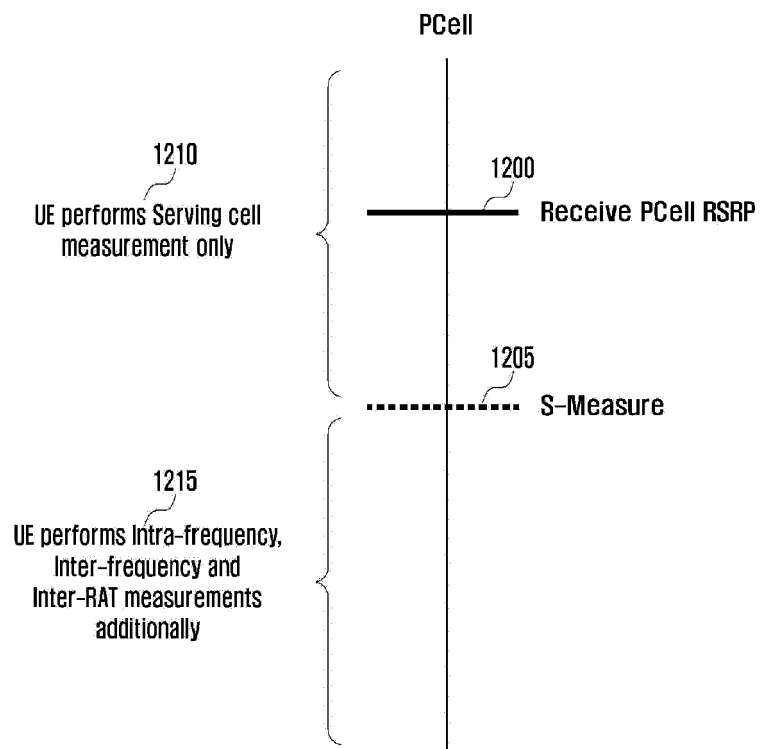 PCell
1210
UE performs Serving cell
measurement only
1200
Receive PCell RSRP
1205
S-Measure
1215
UE performs Intra-frequency,
Inter-frequency and
Inter-RAT measurements
additionally